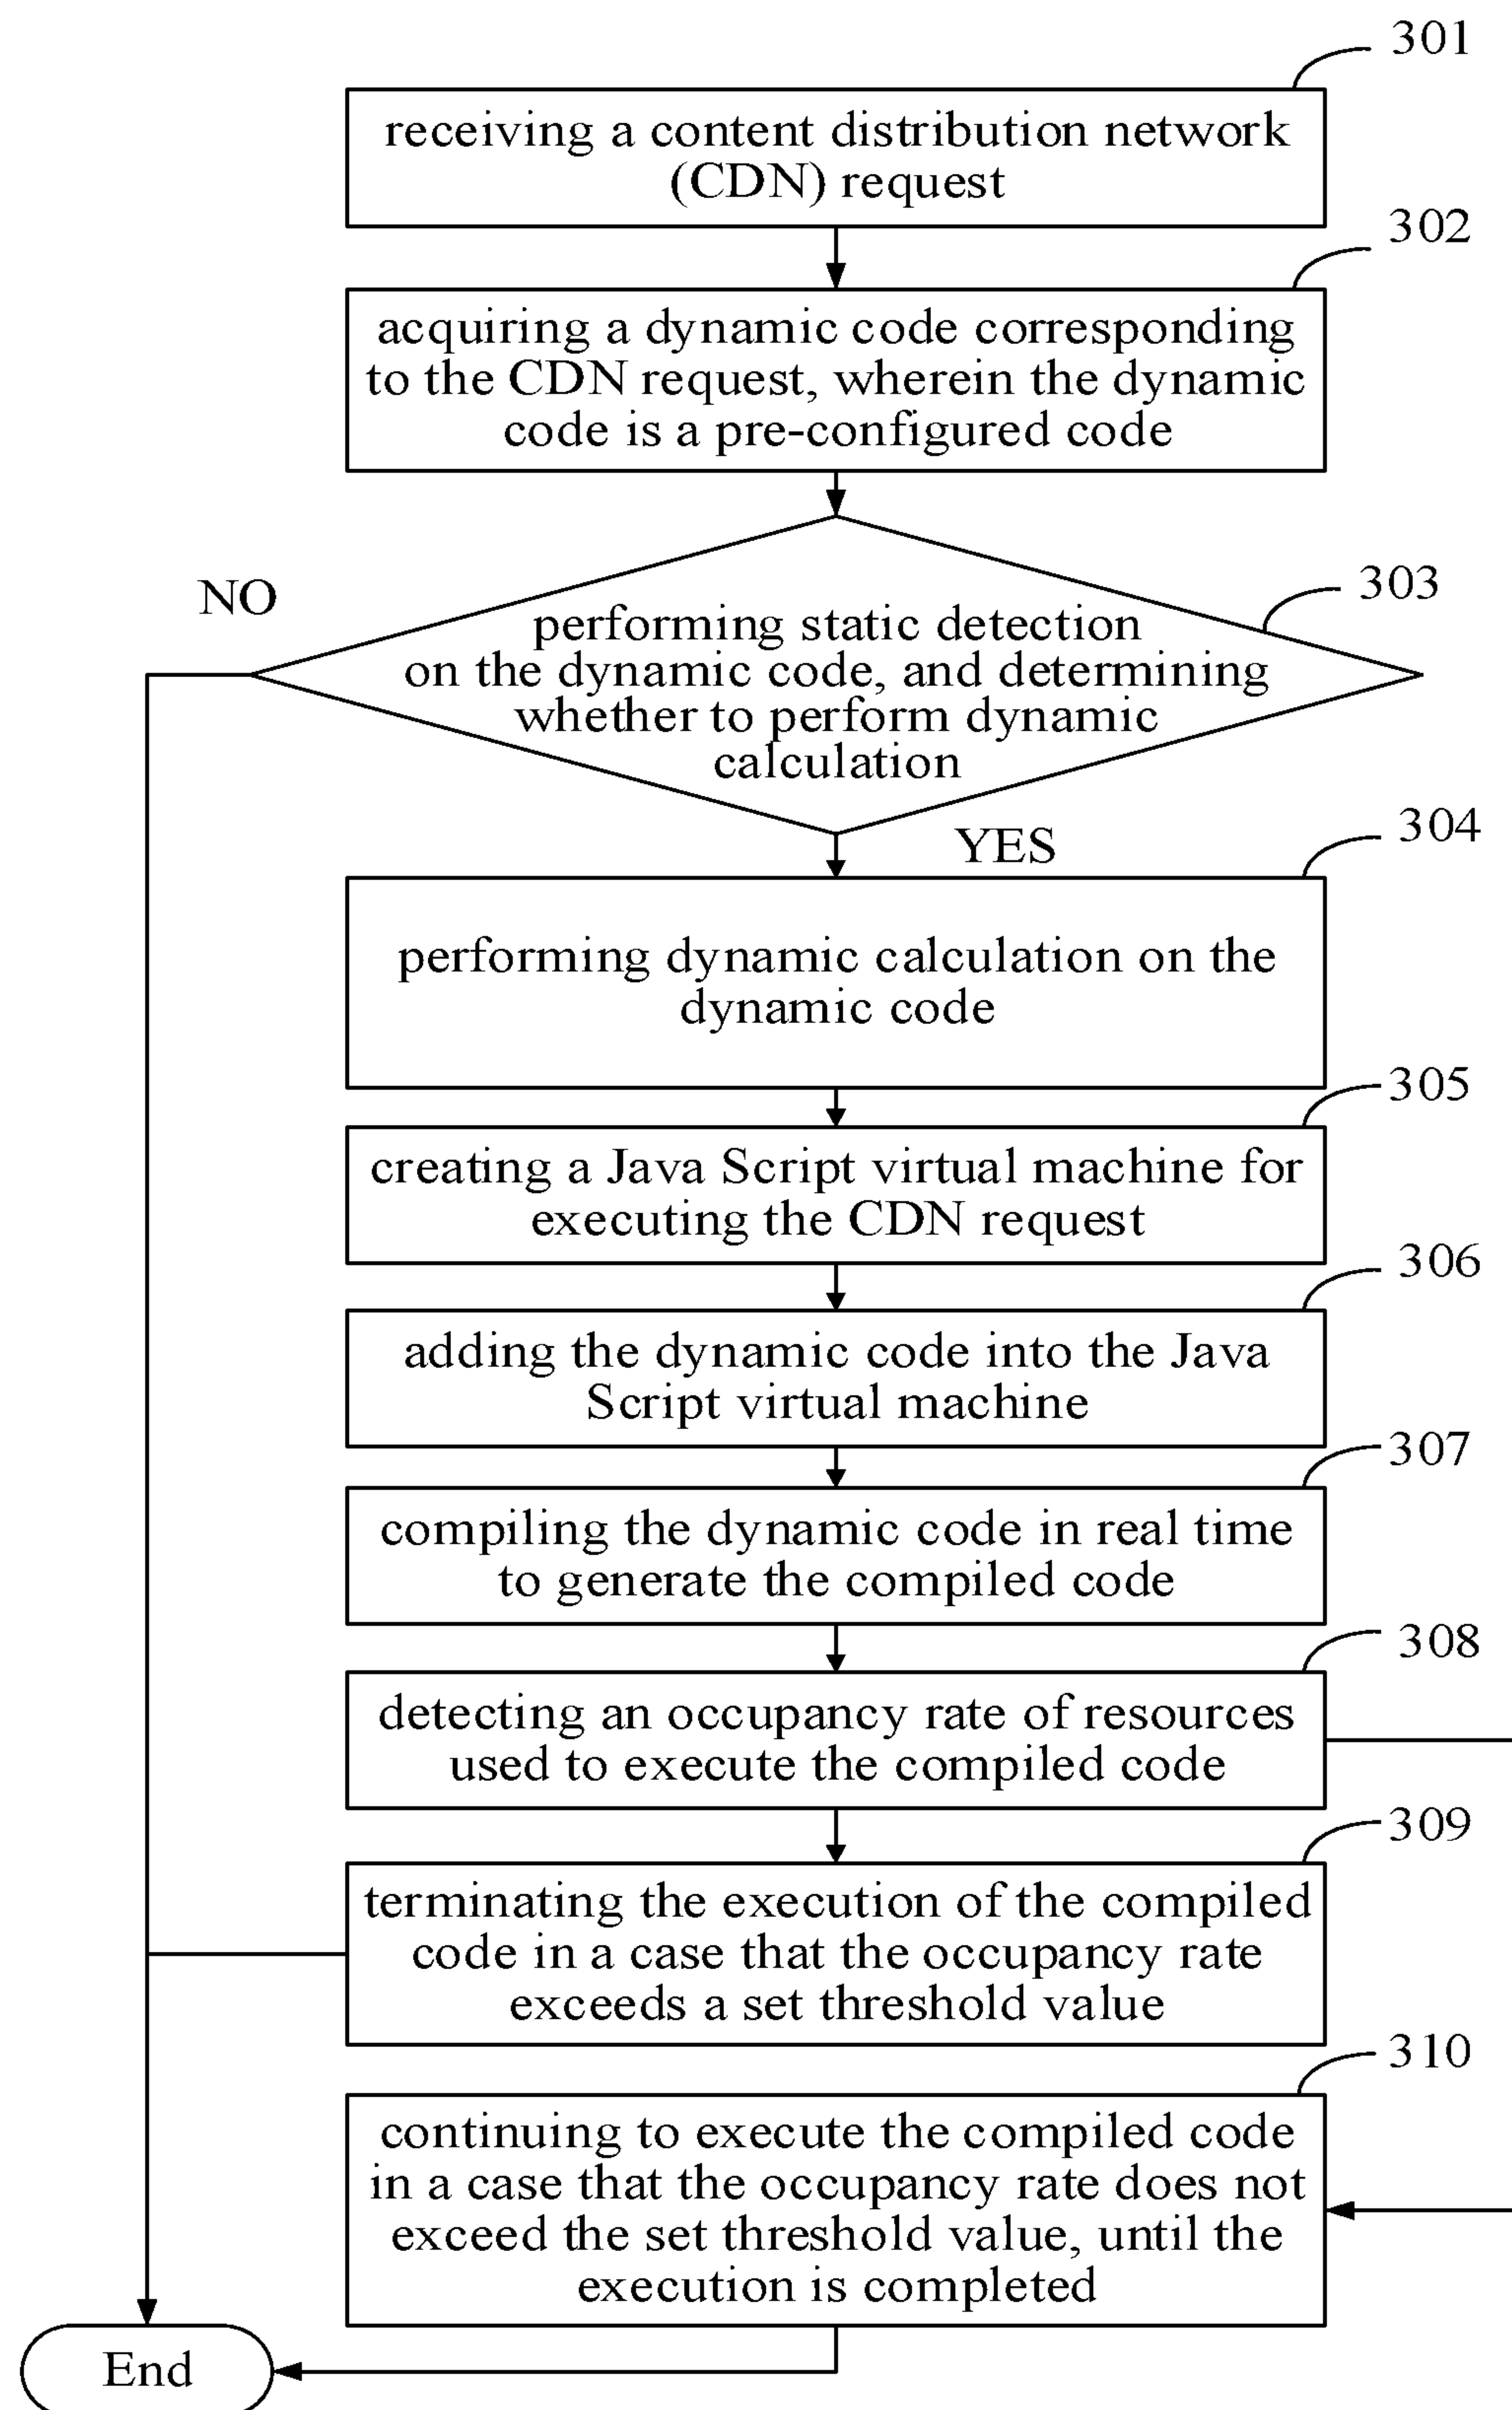 301
receiving a content distribution network
(CDN) request
302
acquiring a dynamic code corresponding
to the CDN request, wherein the dynamic
code is a pre-configured code
NO
303
performing static detection
on the dynamic code, and determining
whether to perform dynamic
calculation
YES
304
performing dynamic calculation on the
dynamic code
305
creating a Java Script virtual machine for
executing the CDN request
306
adding the dynamic code into the Java
Script virtual machine
307
compiling the dynamic code in real time
to generate the compiled code
308
detecting an occupancy rate of resources
used to execute the compiled code
309
terminating the execution of the compiled
code in a case that the occupancy rate
exceeds a set threshold value
310
continuing to execute the compiled code
in a case that the occupancy rate does not
exceed the set threshold value, until the
execution is completed
End